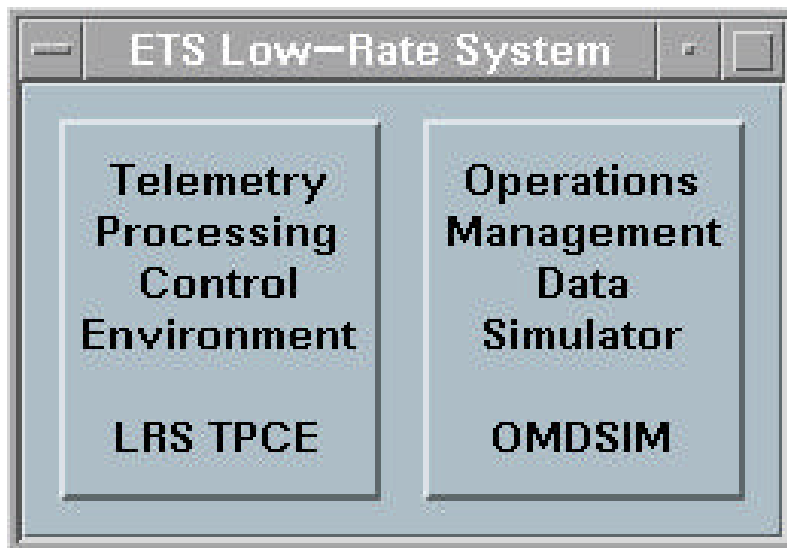 ETS Low-Rate System
Telemetry
Processing
Control
Environment
LRS TPCE
Operations
Management
Data
Simulator
OMDSIM